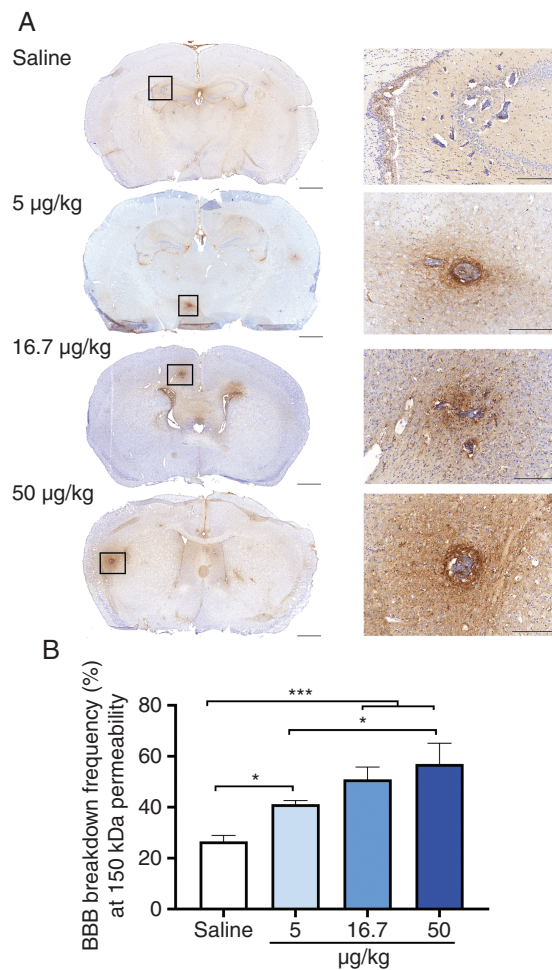 A
Saline
5 µg/kg
16.7 µg/kg
50 µg/kg
B
BBB breakdown frequency (%)
at 150 kDa permeability
80
60
40
20
0
***
*
*
Saline
5
16.7
50
µg/kg